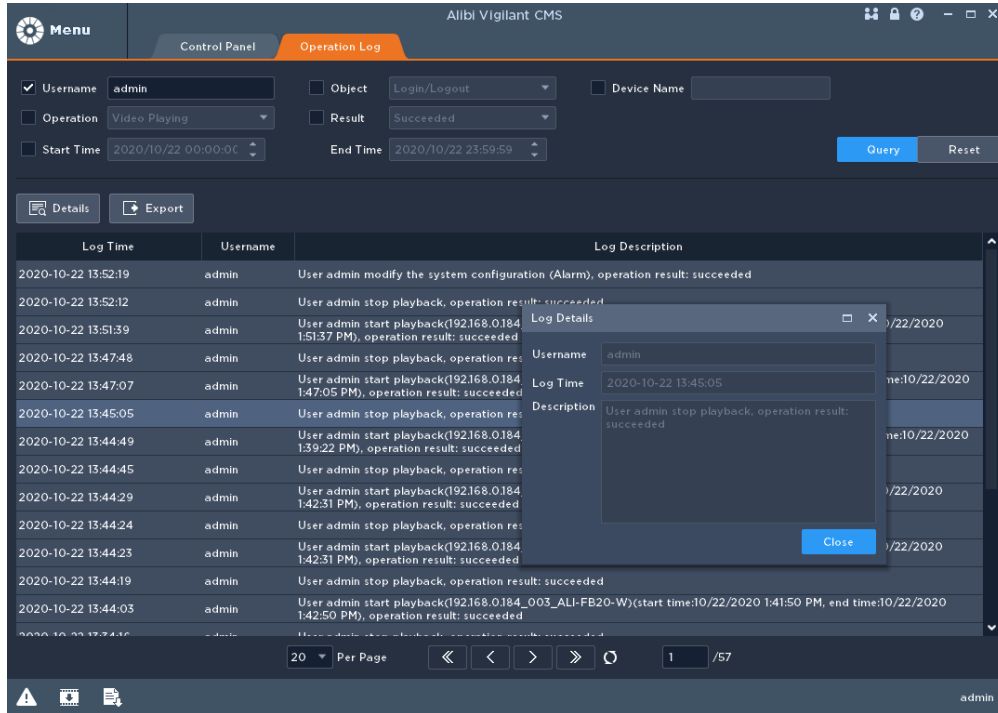 Alibi Vigilant CMS
Menu
Control Panel
Operation Log
Username admin
Object Login/Logout
Device Name
Operation Video Playing
Result Succeeded
Start Time 2020/10/22 00:00:00
End Time 2020/10/22 23:59:59
Query
Reset
Details
Export
Log Time Username Log Description
2020-10-22 13:52:19 admin User admin modify the system configuration (Alarm), operation result: succeeded
2020-10-22 13:52:12 admin User admin stop playback, operation result: succeeded
2020-10-22 13:51:39 admin User admin start playback(192.168.0.184_ 0/22/2020
1:51:37 PM), operation result: succeeded
2020-10-22 13:47:48 admin User admin stop playback, operation res
2020-10-22 13:47:07 admin User admin start playback(192.168.0.184 me:10/22/2020
1:47:05 PM), operation result: succeeded
2020-10-22 13:45:05 admin User admin stop playback, operation res
2020-10-22 13:44:49 admin User admin start playback(192.168.0.184 me:10/22/2020
1:39:22 PM), operation result: succeeded
2020-10-22 13:44:45 admin User admin stop playback, operation res
2020-10-22 13:44:29 admin User admin start playback(192.168.0.184 0/22/2020
1:42:31 PM), operation result: succeeded
2020-10-22 13:44:24 admin User admin stop playback, operation res
2020-10-22 13:44:23 admin User admin start playback(192.168.0.184 0/22/2020
1:42:31 PM), operation result: succeeded
2020-10-22 13:44:19 admin User admin stop playback, operation result: succeeded
2020-10-22 13:44:03 admin User admin start playback(192.168.0.184_003_ALI-FB20-W)(start time:10/22/2020 1:41:50 PM, end time:10/22/2020
1:42:50 PM), operation result: succeeded
Log Details
Username admin
Log Time 2020-10-22 13:45:05
Description User admin stop playback, operation result:
succeeded
Close
20 Per Page
1 /57
admin